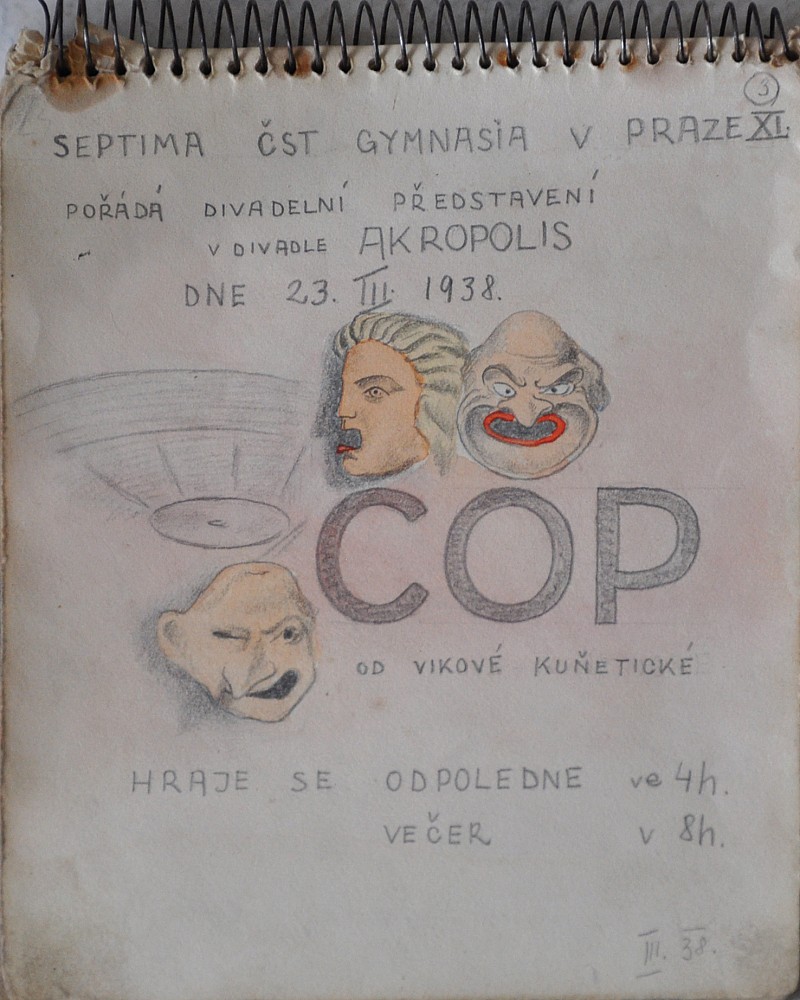 3
SEPTIMA ČST GYMNASIA V PRAZE XI.
POŘÁDÁ DIVADELNÍ PŘEDSTAVENÍ
V DIVADLE AKROPOLIS
DNE 23. III. 1938.
COP
OD VIKOVÉ KUŇETICKÉ
HRAJE SE ODPOLEDNE ve 4h.
VEČER v 8h.
III. 38.